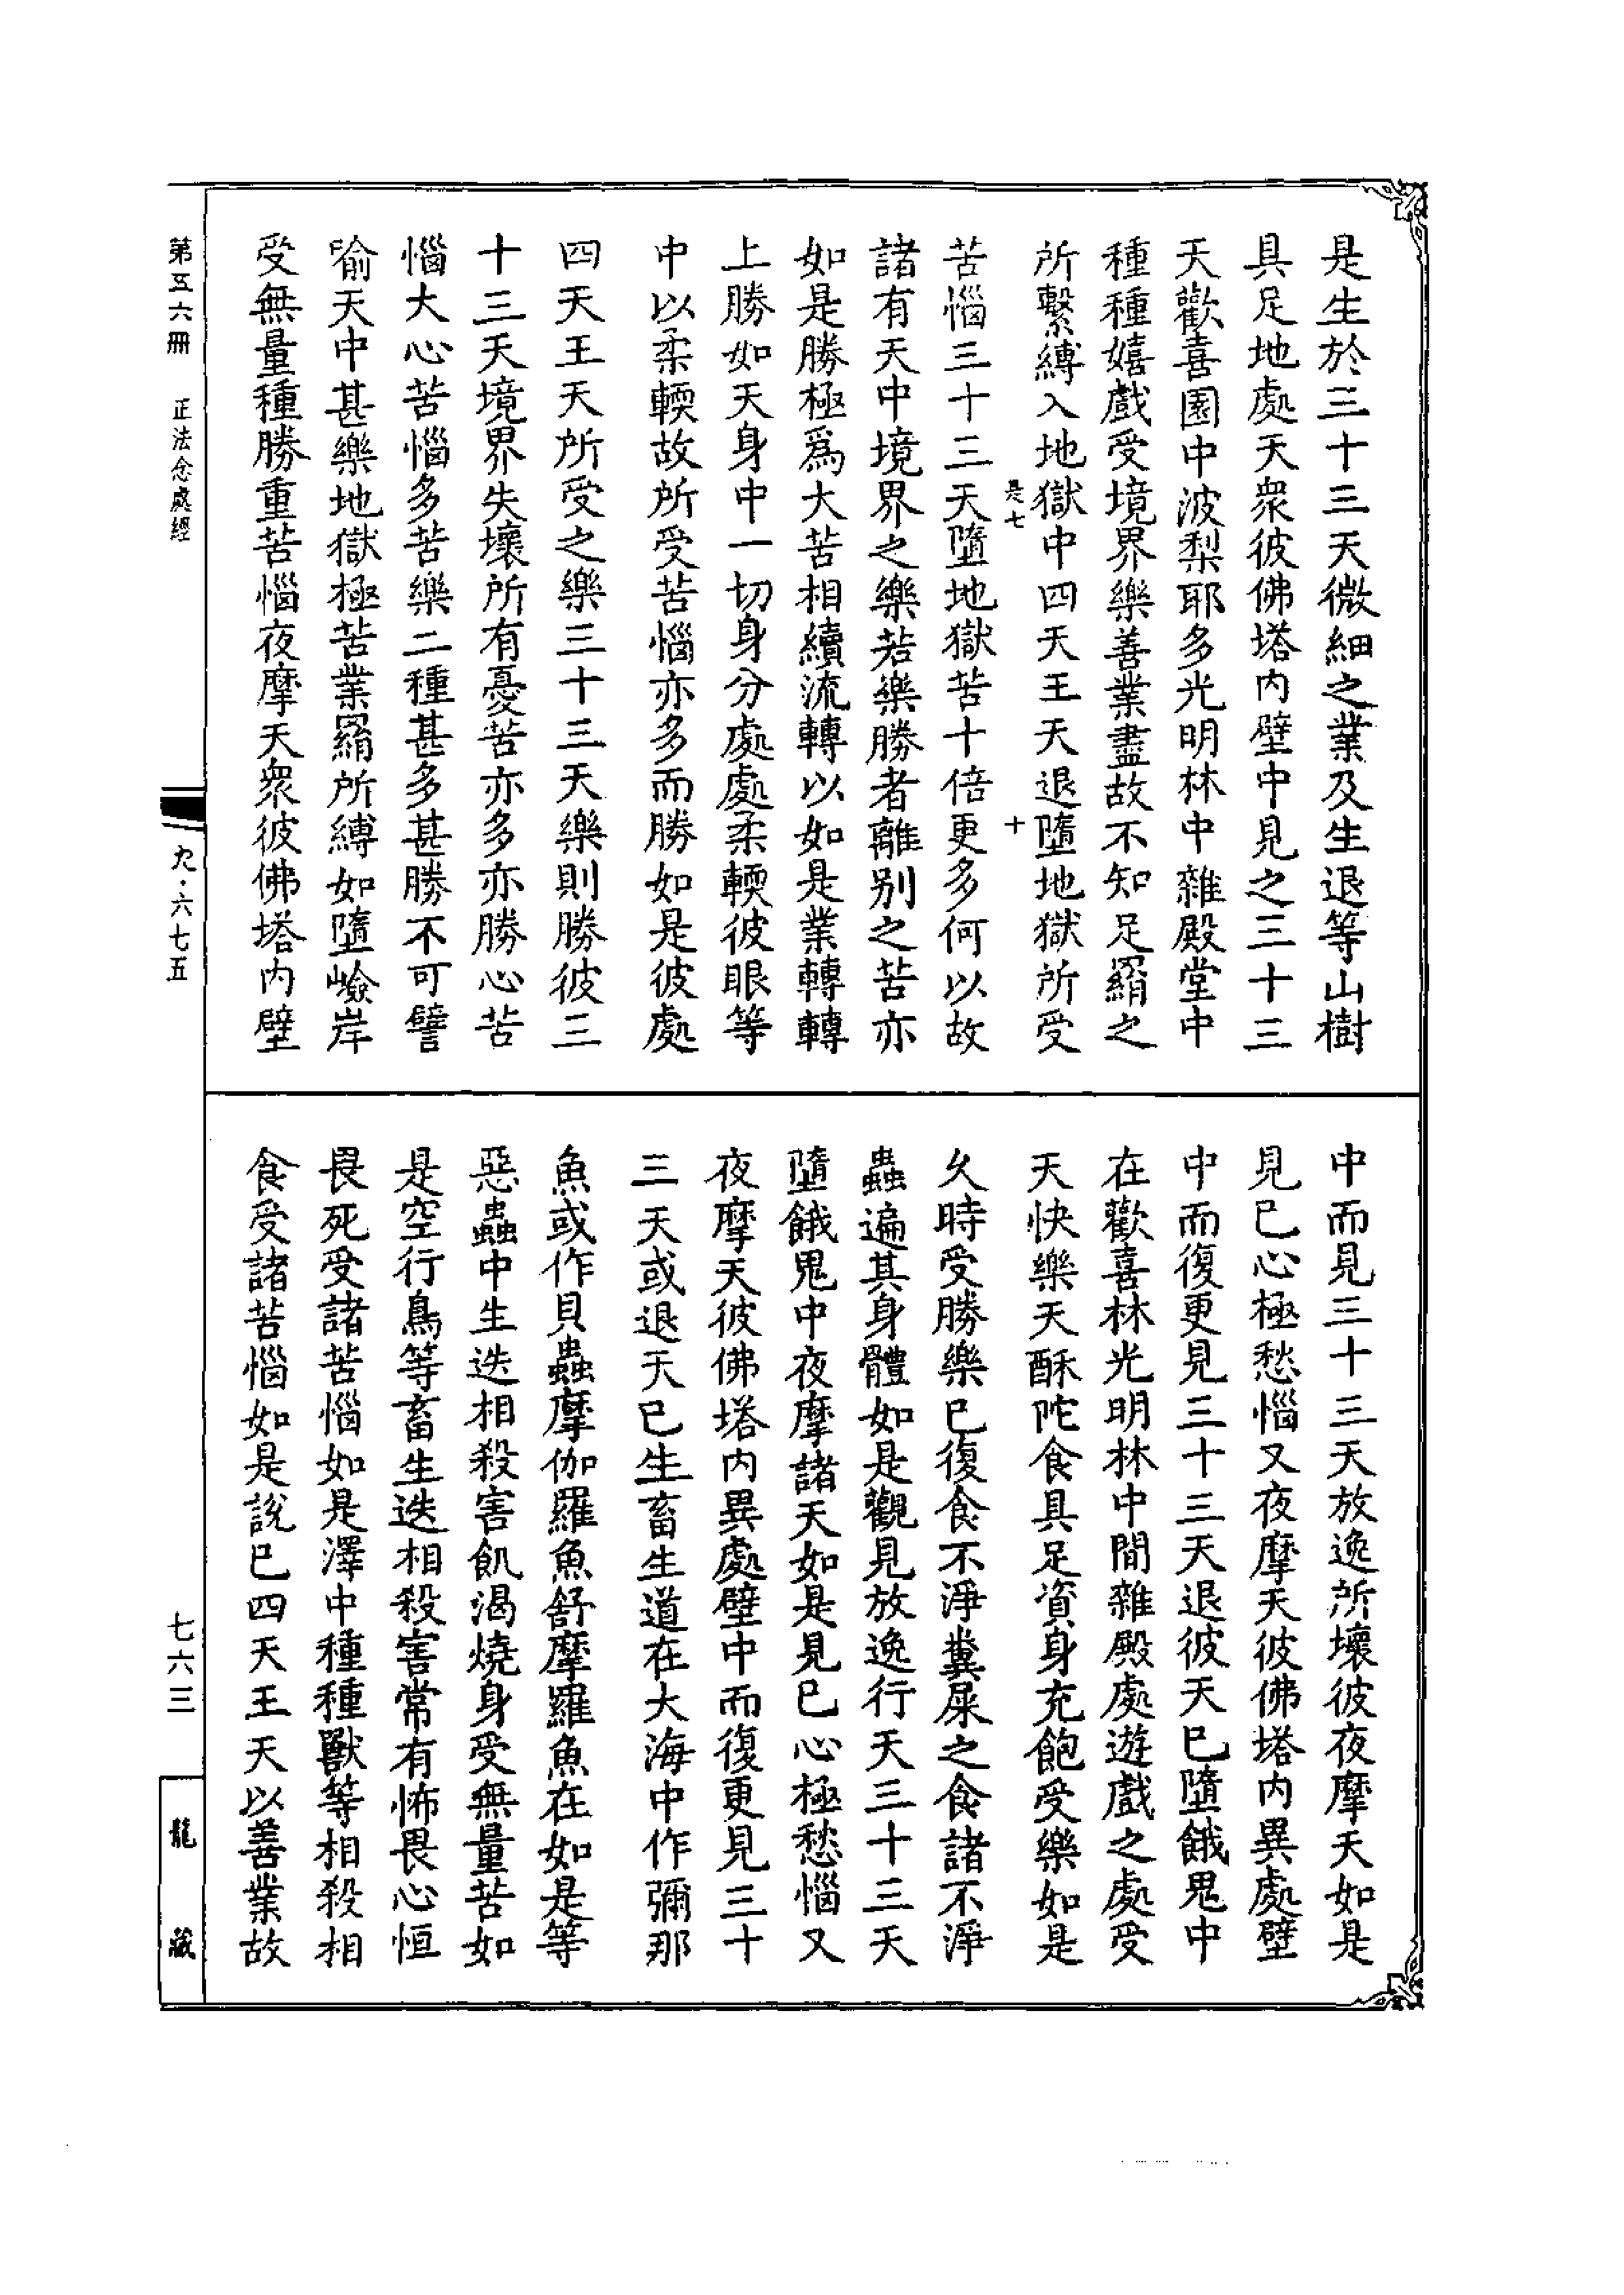 是生於三十三天微細之業及生退等山樹
具足地處天衆彼佛塔內壁中見之三十三
天歡喜園中波梨耶多光明林中雜殿堂中
種種嬉戲受境界樂善業盡故不知足羂之
所繫縛入地獄中四天王天退墮地獄所受
是七 十
苦惱三十三天墮地獄苦十倍更多何以故
諸有天中境界之樂若樂勝者離別之苦亦
如是勝極爲大苦相續流轉以如是業轉轉
上勝如天身中一切身分處處柔輭彼眼等
中以柔輭故所受苦惱亦多而勝如是彼處
四天王天所受之樂三十三天樂則勝彼三
十三天境界失壞所有憂苦亦多亦勝心苦
惱大心苦惱多苦樂二種甚多甚勝不可譬
喻天中甚樂地獄極苦業羂所縛如墮嶮岸
受無量種勝重苦惱夜摩天衆彼佛塔內壁
中而見三十三天放逸所壞彼夜摩天如是
見已心極愁惱又夜摩天彼佛塔內異處壁
中而復更見三十三天退彼天已墮餓鬼中
在歡喜林光明林中間雜殿處遊戲之處受
天快樂天酥陀食具足資身充飽受樂如是
久時受勝樂已復食不淨糞屎之食諸不淨
蟲遍其身體如是觀見放逸行天三十三天
墮餓鬼中夜摩諸天如是見已心極愁惱又
夜摩天彼佛塔內異處壁中而復更見三十
三天或退天已生畜生道在大海中作彌那
魚或作貝蟲摩伽羅魚舒摩羅魚在如是等
惡蟲中生迭相殺害飢渴燒身受無量苦如
是空行鳥等畜生迭相殺害常有怖畏心恒
畏死受諸苦惱如是澤中種種獸等相殺相
食受諸苦惱如是說已四天王天以善業故
第五六冊 正法念處經
九·六七五
七六三
龍藏